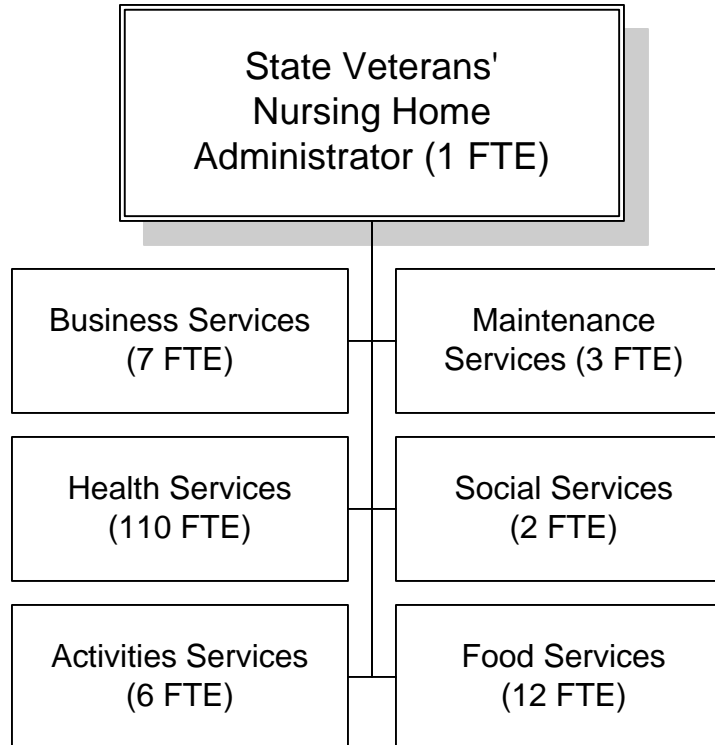 State Veterans'
Nursing Home
Administrator (1 FTE)
Business Services
(7 FTE)
Maintenance
Services (3 FTE)
Health Services
(110 FTE)
Social Services
(2 FTE)
Activities Services
(6 FTE)
Food Services
(12 FTE)